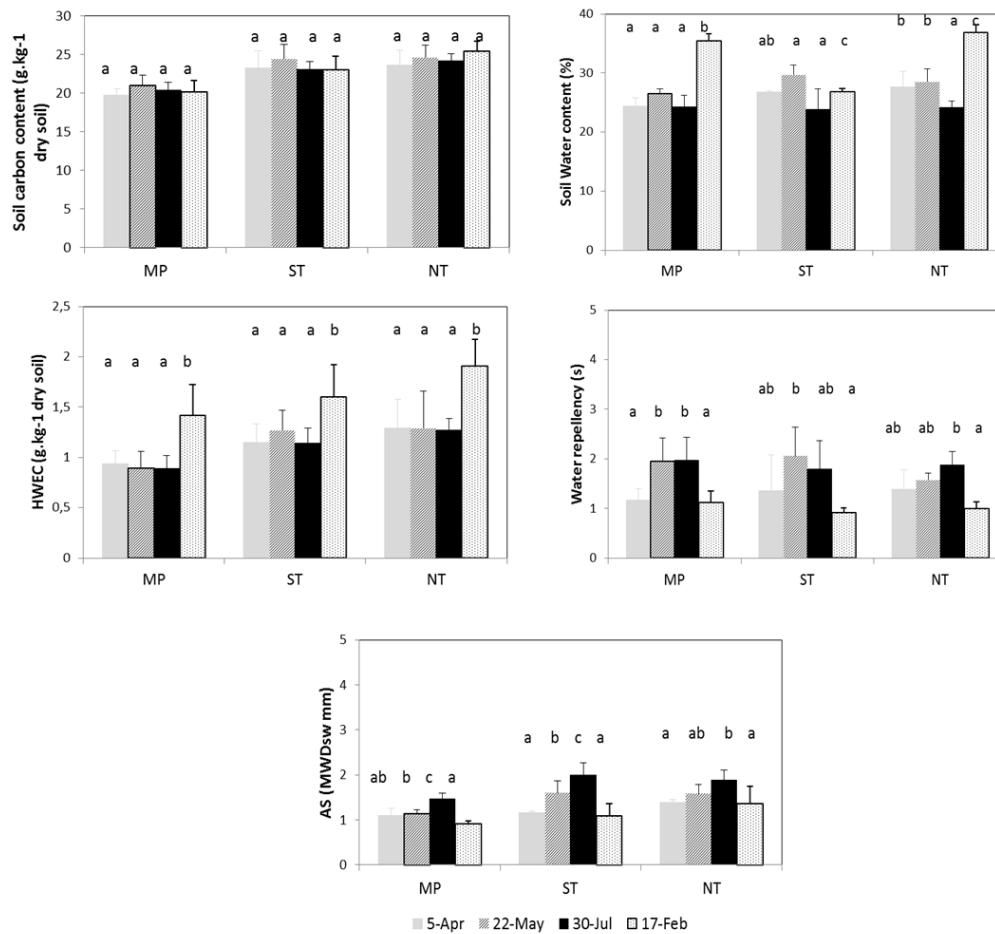 Soil carbon content (g.kg-1
dry soil)
30
25
20
15
10
5
0
a a a a
a a a a
a a a a
MP ST NT
Soil Water content (%)
40
30
20
10
0
a a a b
ab a a c
b b a c
MP ST NT
HWEC (g.kg-1 dry soil)
2,5
2
1,5
1
0,5
0
a a a b
a a a b
a a a b
MP ST NT
Water repellency (s)
5
4
3
2
1
0
a b b a
ab b ab a
ab ab b a
MP ST NT
AS (MWDsw mm)
5
4
3
2
1
0
ab b c a
a b c a
a ab b a
MP ST NT
5-Apr 22-May 30-Jul 17-Feb